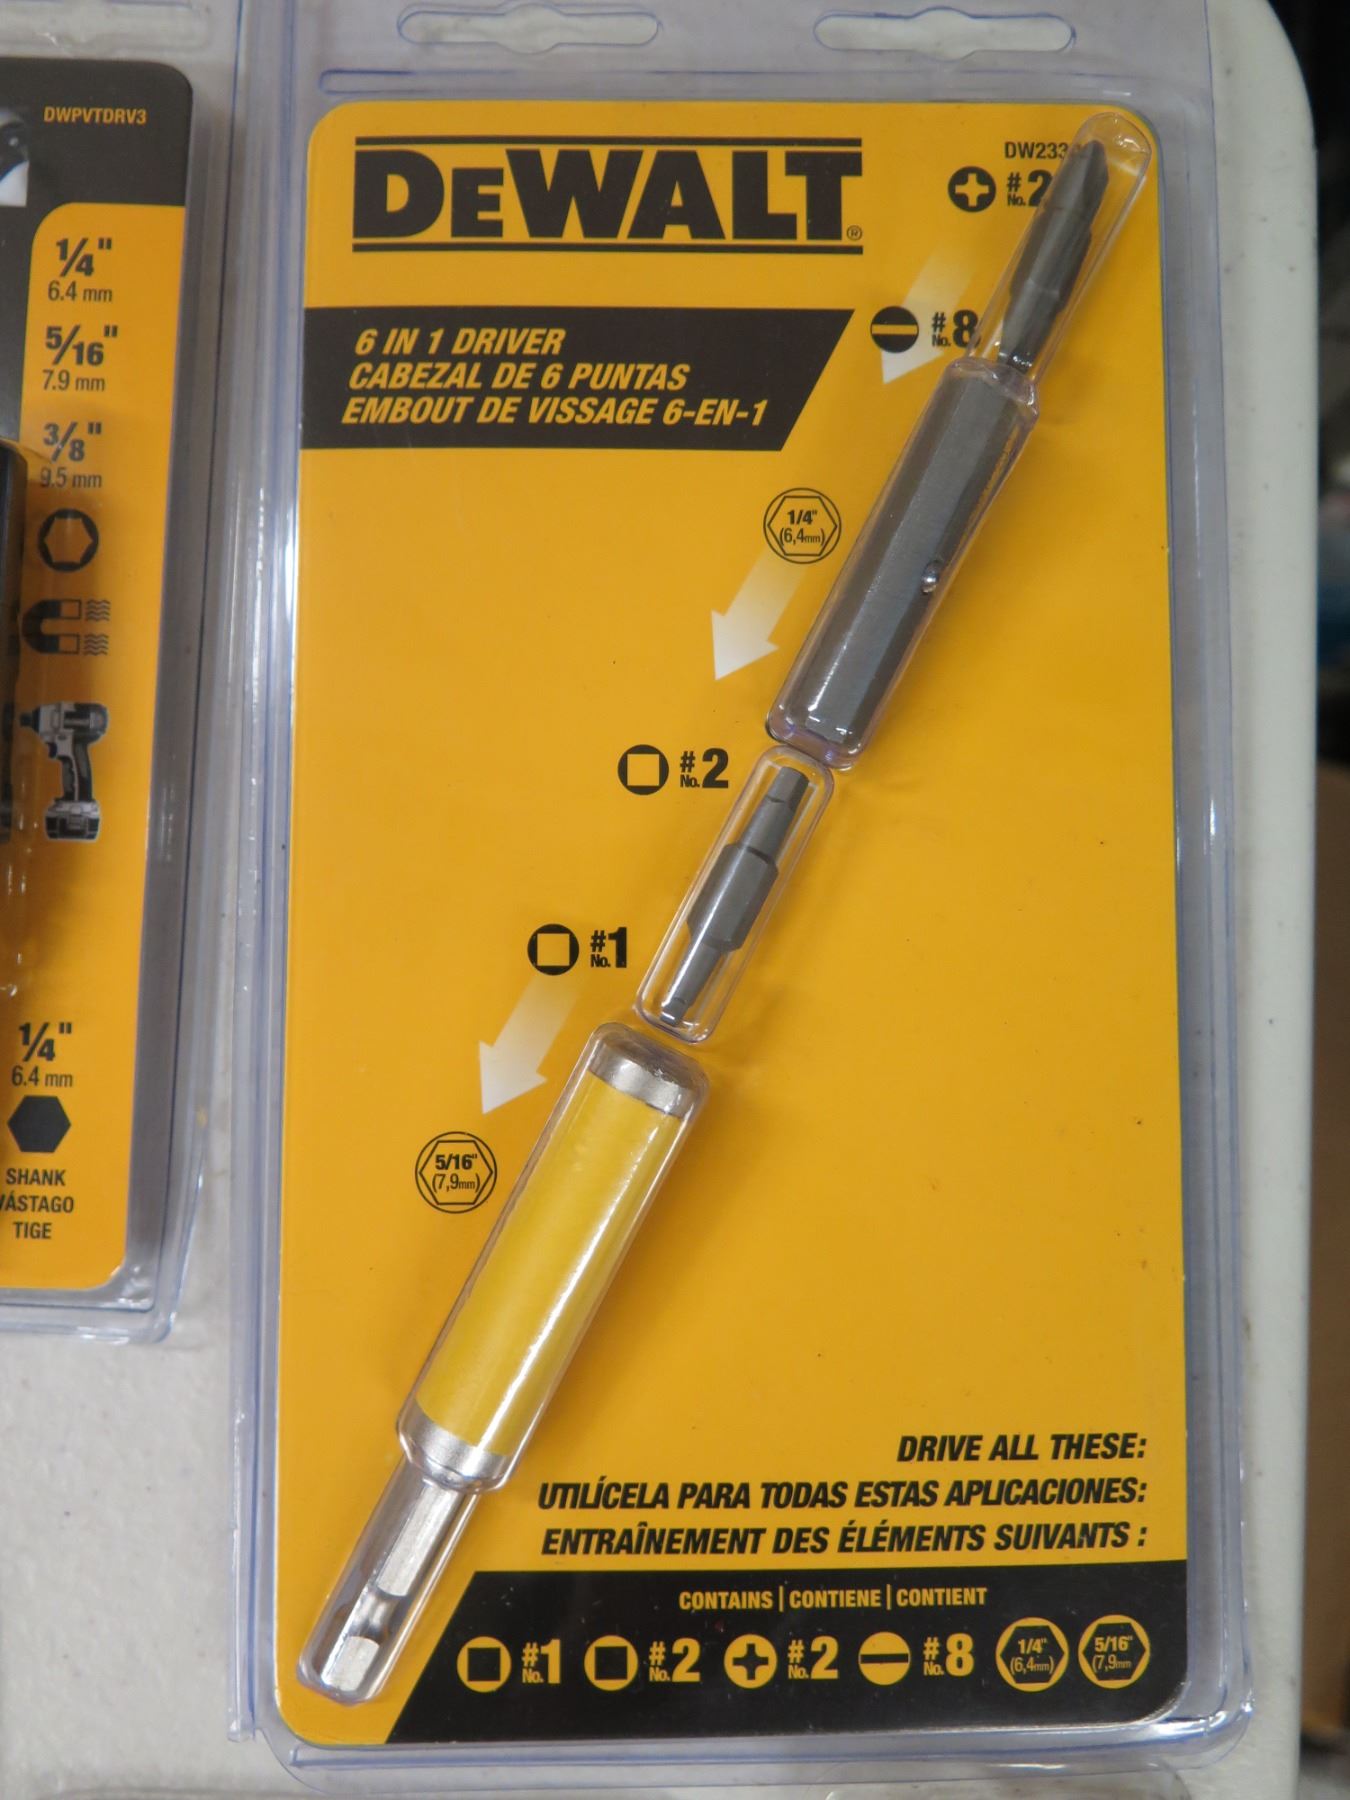 DWPVTDRV3
1/4"
6.4 mm
5/16"
7.9 mm
3/8"
9.5 mm
1/4"
6.4 mm
SHANK
VÁSTAGO
TIGE
DEWALT®
# No. 2
# No. 8
6 IN 1 DRIVER
CABEZAL DE 6 PUNTAS
EMBOUT DE VISSAGE 6-EN-1
1/4"
(6,4mm)
# No. 2
# No. 1
5/16"
(7,9mm)
DRIVE ALL THESE:
UTILÍCELA PARA TODAS ESTAS APLICACIONES:
ENTRAÎNEMENT DES ÉLÉMENTS SUIVANTS :
CONTAINS | CONTIENE | CONTIENT
# No. 1 # No. 2 # No. 2 # No. 8 1/4" (6,4mm) 5/16" (7,9mm)